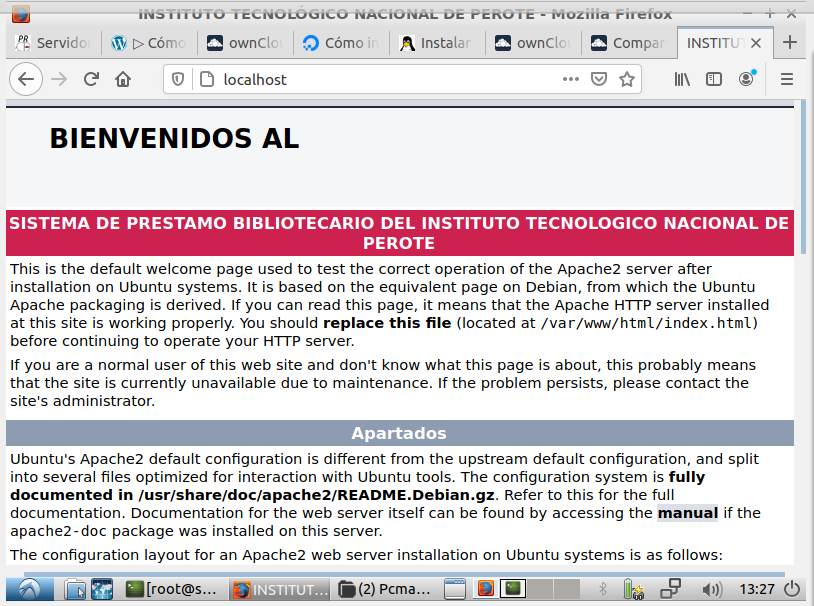 INSTITUTO TECNOLÓGICO NACIONAL DE PEROTE - Mozilla Firefox
Servidor
▷ Cómo
ownClou
Cómo in
Instalar
ownClou
Compar
INSTITUT
localhost
BIENVENIDOS AL
SISTEMA DE PRESTAMO BIBLIOTECARIO DEL INSTITUTO TECNOLOGICO NACIONAL DE
PEROTE
This is the default welcome page used to test the correct operation of the Apache2 server after
installation on Ubuntu systems. It is based on the equivalent page on Debian, from which the Ubuntu
Apache packaging is derived. If you can read this page, it means that the Apache HTTP server installed
at this site is working properly. You should replace this file (located at /var/www/html/index.html)
before continuing to operate your HTTP server.
If you are a normal user of this web site and don't know what this page is about, this probably means
that the site is currently unavailable due to maintenance. If the problem persists, please contact the
site's administrator.
Apartados
Ubuntu's Apache2 default configuration is different from the upstream default configuration, and split
into several files optimized for interaction with Ubuntu tools. The configuration system is fully
documented in /usr/share/doc/apache2/README.Debian.gz. Refer to this for the full
documentation. Documentation for the web server itself can be found by accessing the manual if the
apache2-doc package was installed on this server.
The configuration layout for an Apache2 web server installation on Ubuntu systems is as follows:
[root@s...
INSTITUT...
(2) Pcma...
13:27